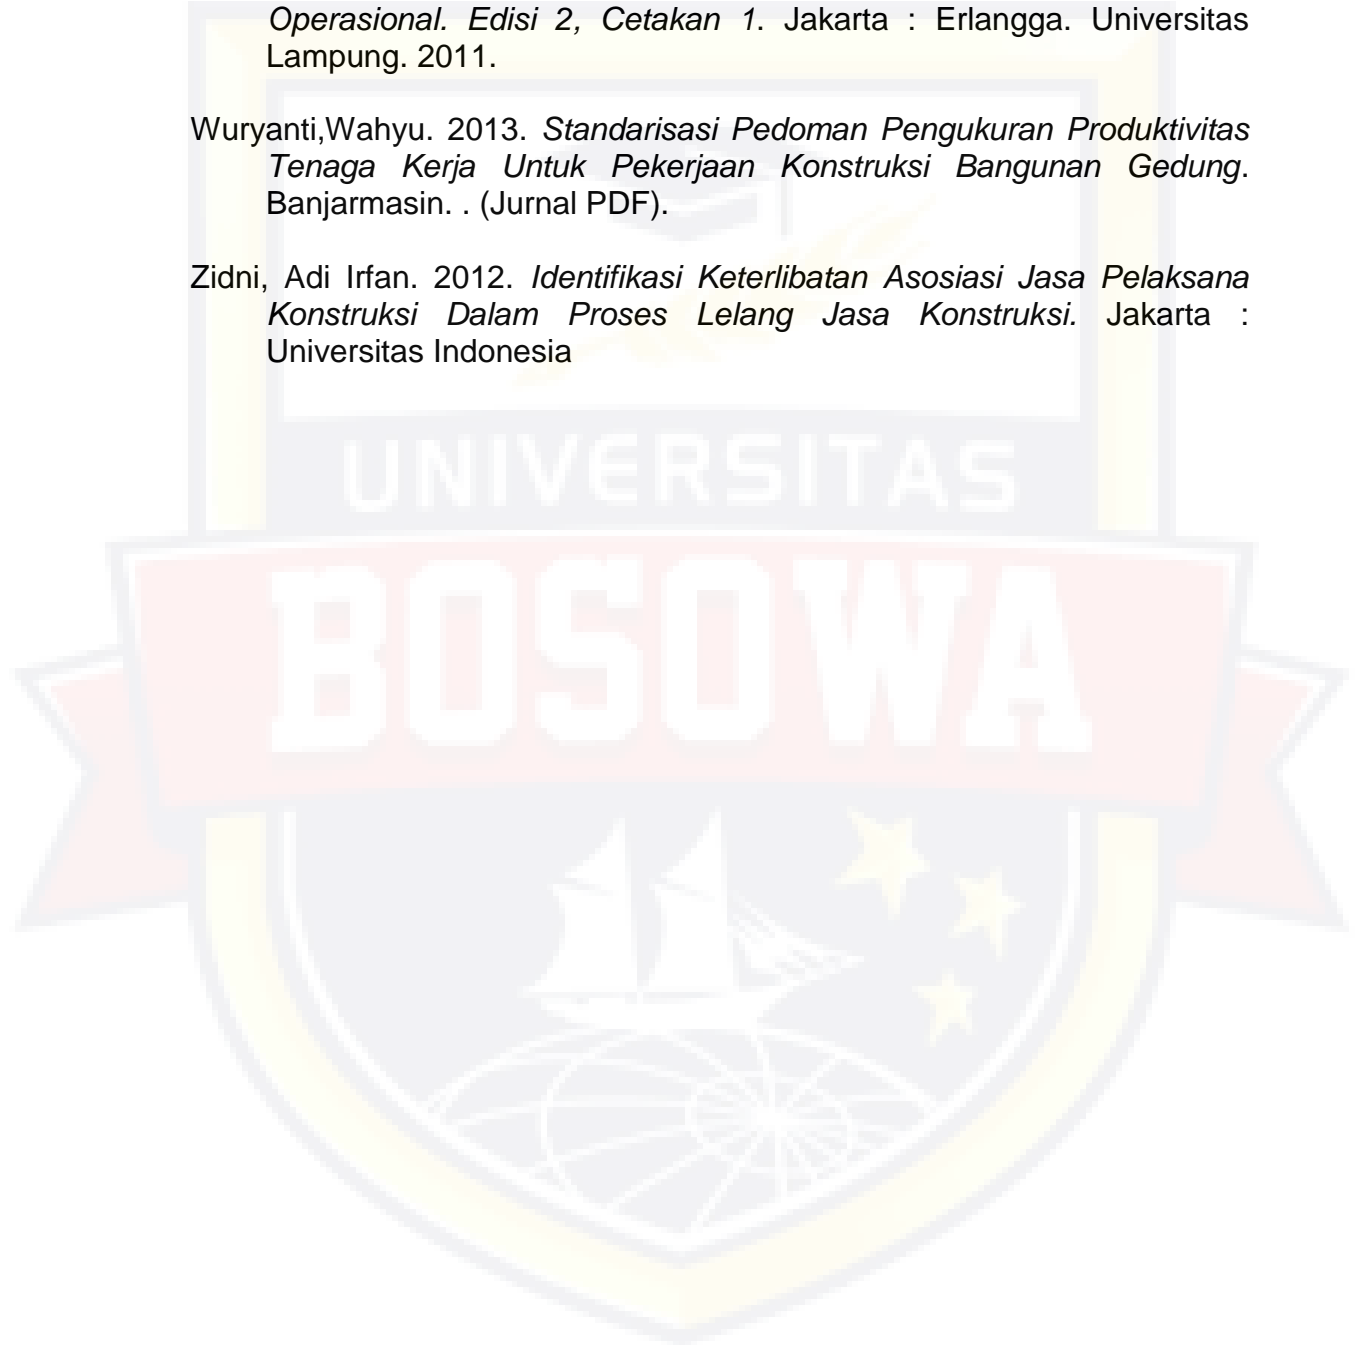 Operasional. Edisi 2, Cetakan 1. Jakarta : Erlangga. Universitas
Lampung. 2011.
Wuryanti,Wahyu. 2013. Standarisasi Pedoman Pengukuran Produktivitas
Tenaga Kerja Untuk Pekerjaan Konstruksi Bangunan Gedung.
Banjarmasin. . (Jurnal PDF).
Zidni, Adi Irfan. 2012. Identifikasi Keterlibatan Asosiasi Jasa Pelaksana
Konstruksi Dalam Proses Lelang Jasa Konstruksi. Jakarta :
Universitas Indonesia
UNIVERSITAS
BOSOWA